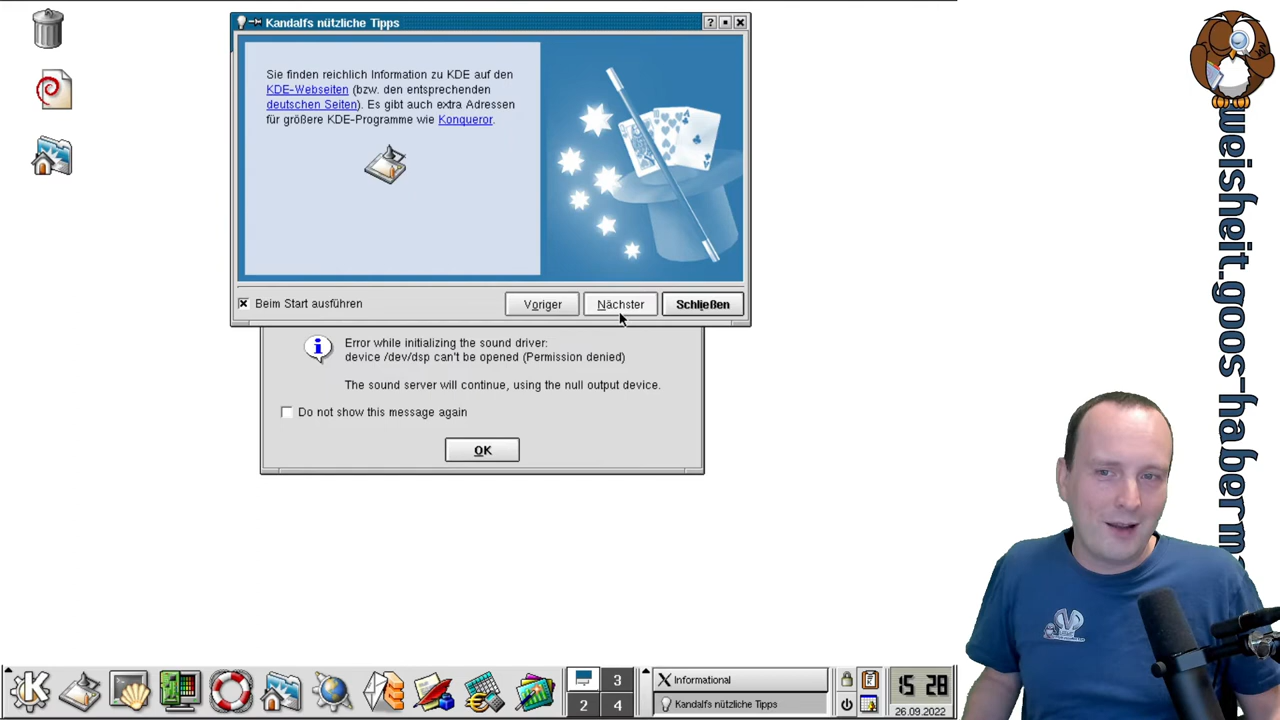 Kandalfs nützliche Tipps
Sie finden reichlich Information zu KDE auf den
KDE-Webseiten (bzw. den entsprechenden
deutschen Seiten). Es gibt auch extra Adressen
für größere KDE-Programme wie Konqueror.
Beim Start ausführen
Voriger
Nächster
Schließen
Error while initializing the sound driver:
device /dev/dsp can't be opened (Permission denied)
The sound server will continue, using the null output device.
Do not show this message again
OK
3
2
4
Informational
Kandalfs nützliche Tipps
15 28
26.09.2022
weisheit.goos-haberm